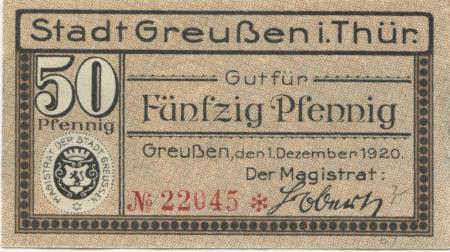 Stadt Greußen i. Thür.
50
Pfennig
Gut für
Fünfzig Pfennig
Greußen, den 1. Dezember 1920.
Der Magistrat:
MAGISTRAT DER STADT GREUSSEN
№ 22045 *